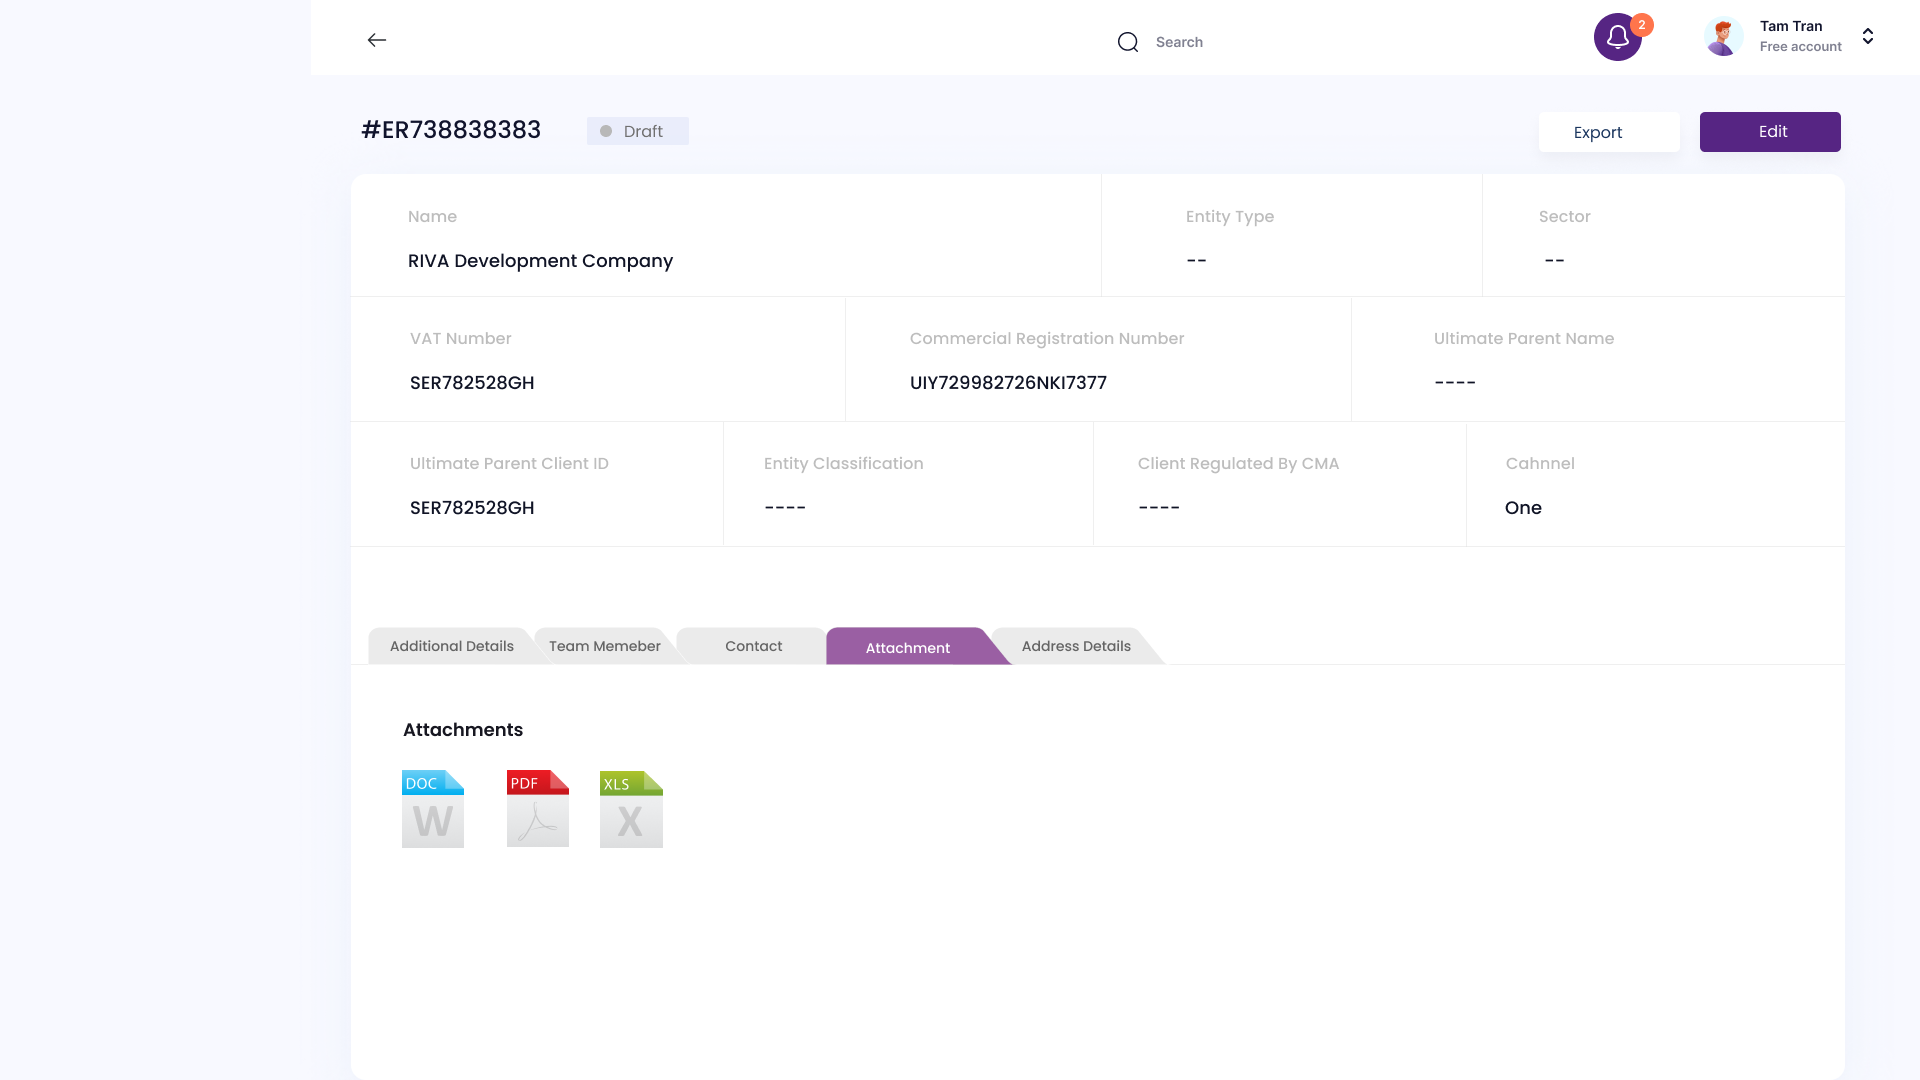 Search
2
Tam Tran
Free account
#ER738838383
Draft
Export
Edit
Name
Entity Type
Sector
RIVA Development Company
--
--
VAT Number
Commercial Registration Number
Ultimate Parent Name
SER782528GH
UIY729982726NKI7377
----
Ultimate Parent Client ID
Entity Classification
Client Regulated By CMA
Cahnnel
SER782528GH
----
----
One
Additional Details
Team Memeber
Contact
Attachment
Address Details
Attachments
DOC
PDF
XLS
W
X